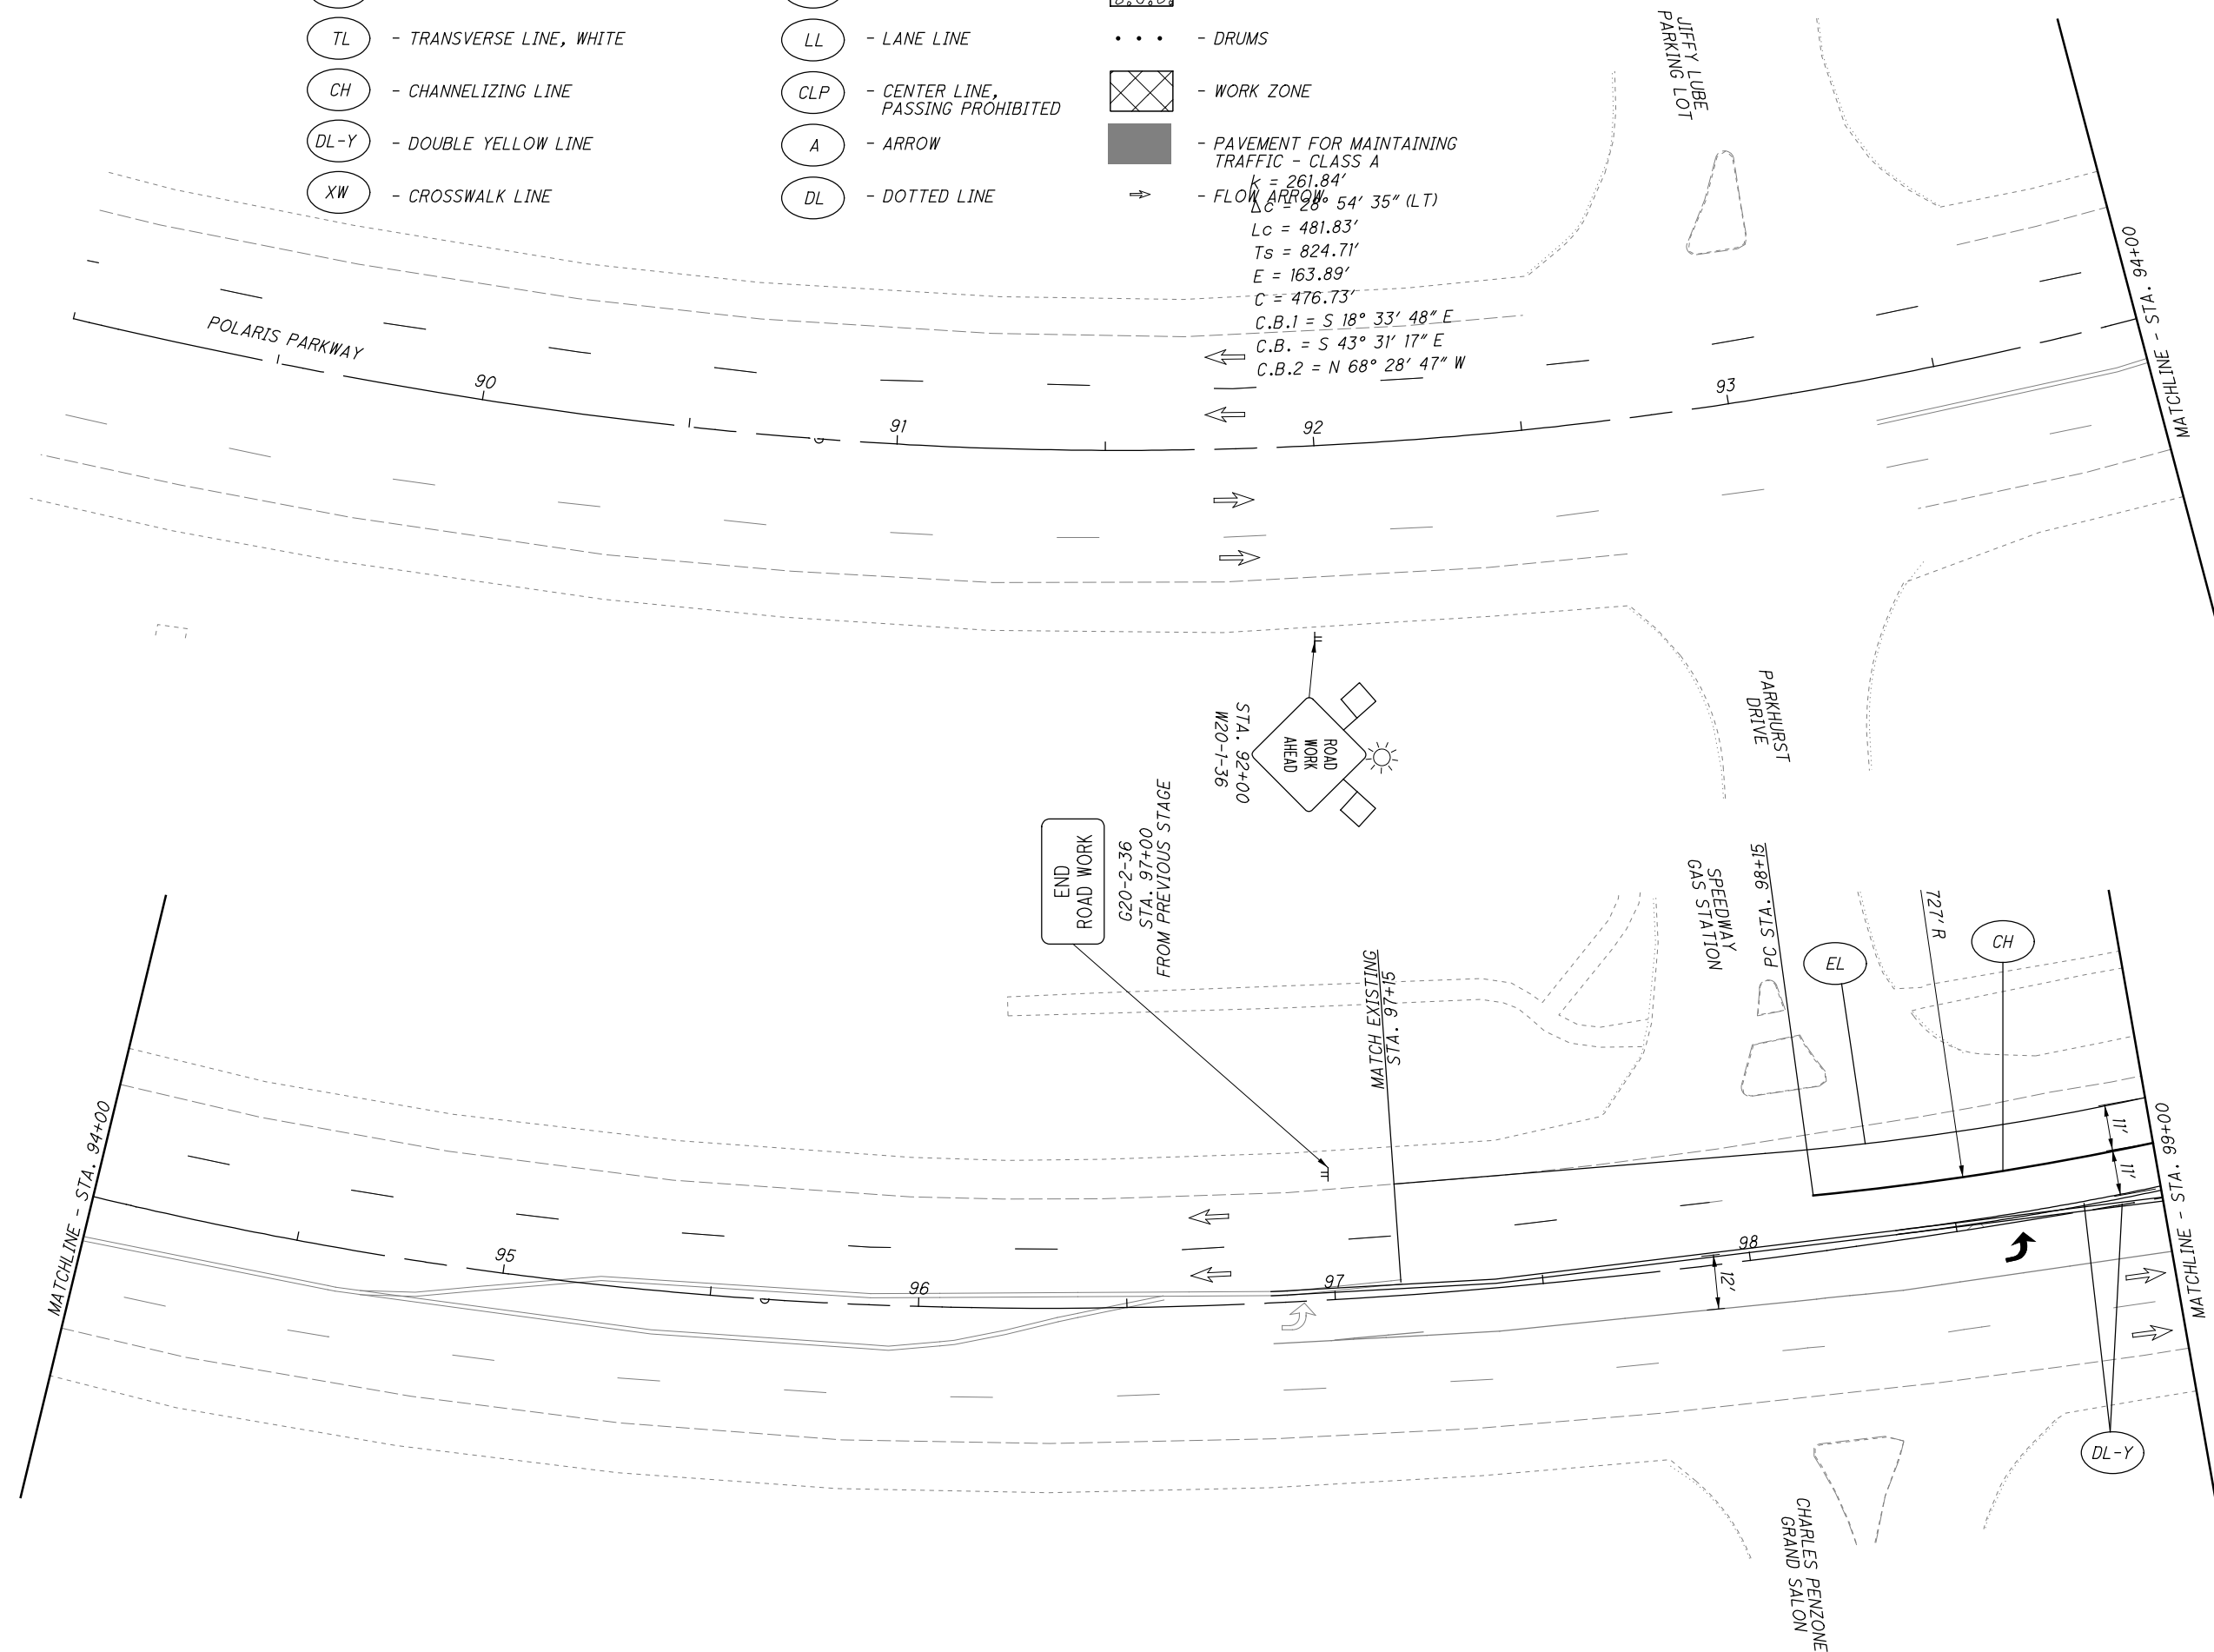 TL - TRANSVERSE LINE, WHITE
CH - CHANNELIZING LINE
DL-Y - DOUBLE YELLOW LINE
XW - CROSSWALK LINE
LL - LANE LINE
CLP - CENTER LINE,
PASSING PROHIBITED
A - ARROW
DL - DOTTED LINE
- DRUMS
- WORK ZONE
- PAVEMENT FOR MAINTAINING
TRAFFIC - CLASS A
- FLOW ARROW
k = 261.84'
Δc = 28° 54' 35" (LT)
Lc = 481.83'
Ts = 824.71'
E = 163.89'
C = 476.73'
C.B.1 = S 18° 33' 48" E
C.B. = S 43° 31' 17" E
C.B.2 = N 68° 28' 47" W
JIFFY LUBE
PARKING LOT
MATCHLINE - STA. 94+00
POLARIS PARKWAY
90
91
92
93
PARKHURST
DRIVE
ROAD
WORK
AHEAD
STA. 92+00
W20-1-36
END
ROAD WORK
G20-2-36
STA. 97+00
FROM PREVIOUS STAGE
MATCH EXISTING
STA. 97+15
SPEEDWAY
GAS STATION
PC STA. 98+15
EL
727' R
CH
11'
11'
MATCHLINE - STA. 94+00
95
96
97
98
12'
MATCHLINE - STA. 99+00
DL-Y
CHARLES PENZONE
GRAND SALON